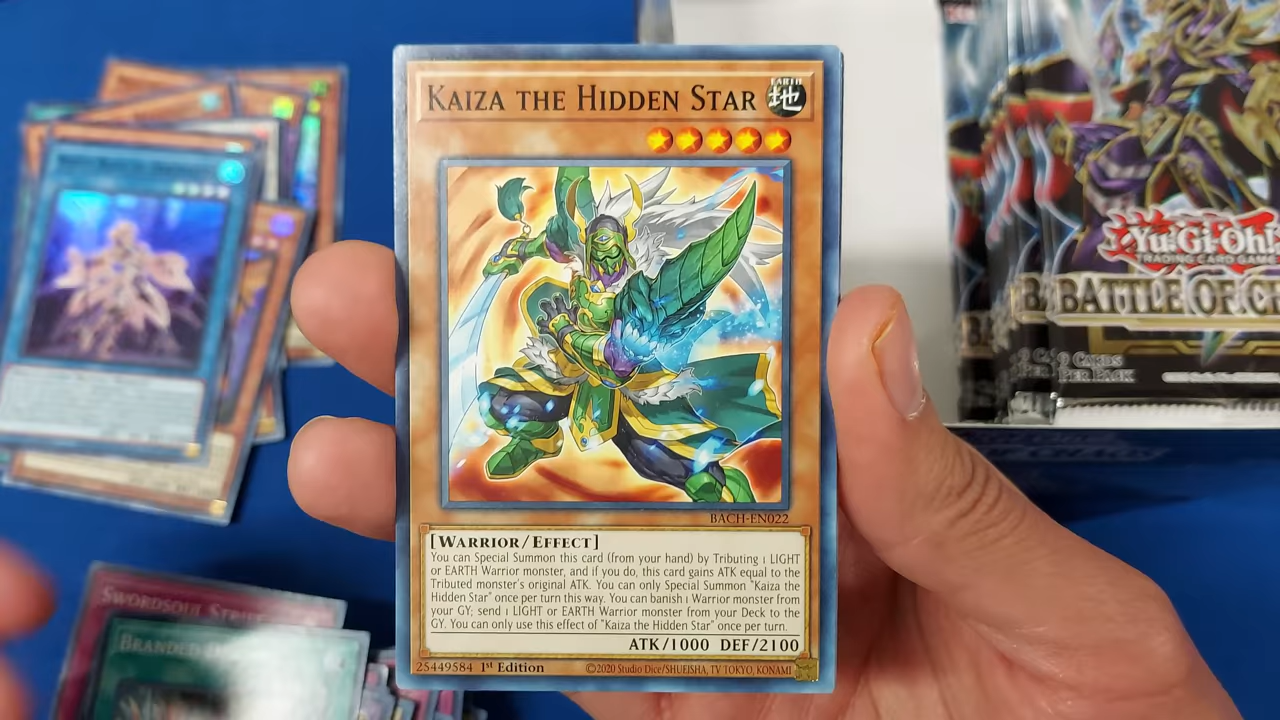 KAIZA THE HIDDEN STAR
EARTH
地
BACH-EN022
[WARRIOR/EFFECT]
You can Special Summon this card (from your hand) by Tributing 1 LIGHT
or EARTH Warrior monster, and if you do, this card gains ATK equal to the
Tributed monster's original ATK. You can only Special Summon "Kaiza the
Hidden Star" once per turn this way. You can banish 1 Warrior monster
from your GY; send 1 LIGHT or EARTH Warrior monster from your Deck to the
GY. You can only use this effect of "Kaiza the Hidden Star" once per turn.
ATK/1000 DEF/2100
25449584 1st Edition
©2020 Studio Dice/SHUEISHA, TV TOKYO, KONAMI
Yu-Gi-Oh!
TRADING CARD GAME
BATTLE OF
CARDS
PER PACK
SWORDSOUL
BRANDED